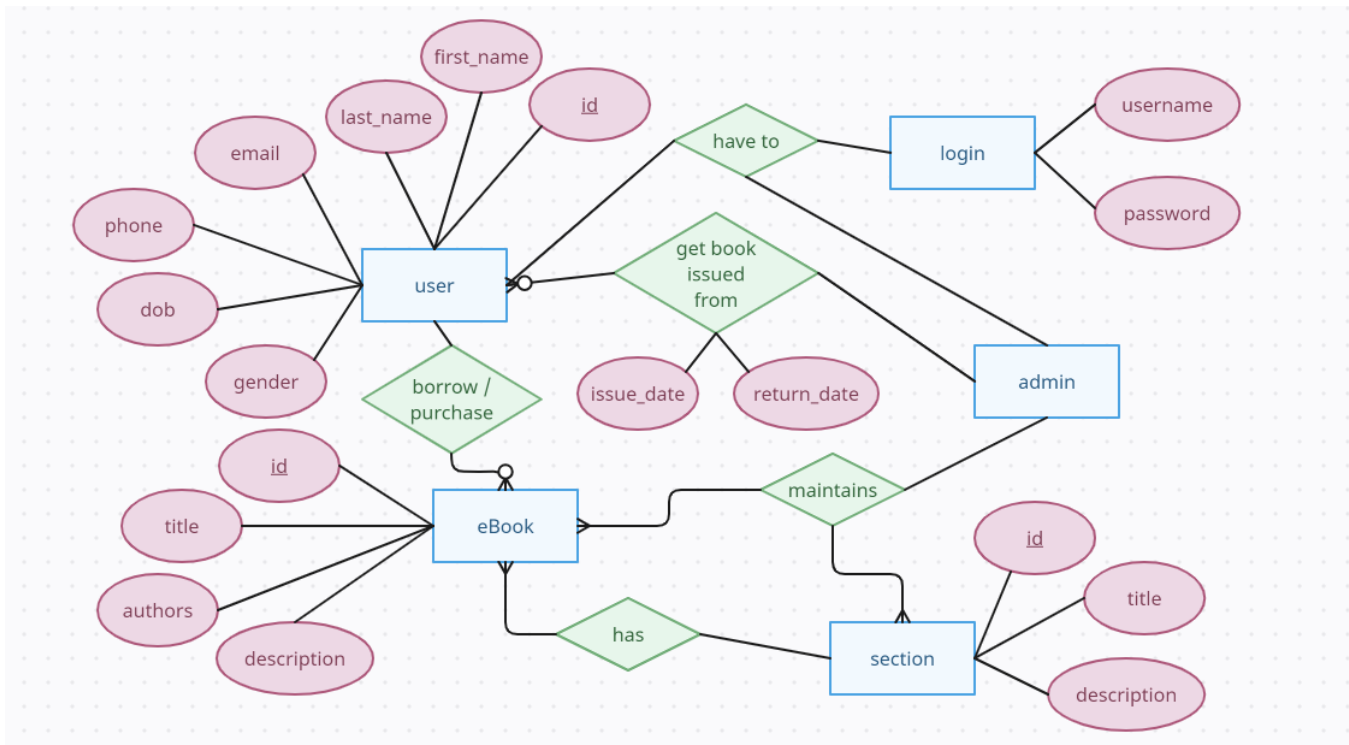 first_name
last_name
id
username
have to
login
email
password
phone
get book
issued
from
user
dob
gender
borrow /
purchase
issue_date
return_date
admin
id
maintains
title
eBook
id
authors
title
has
description
section
description